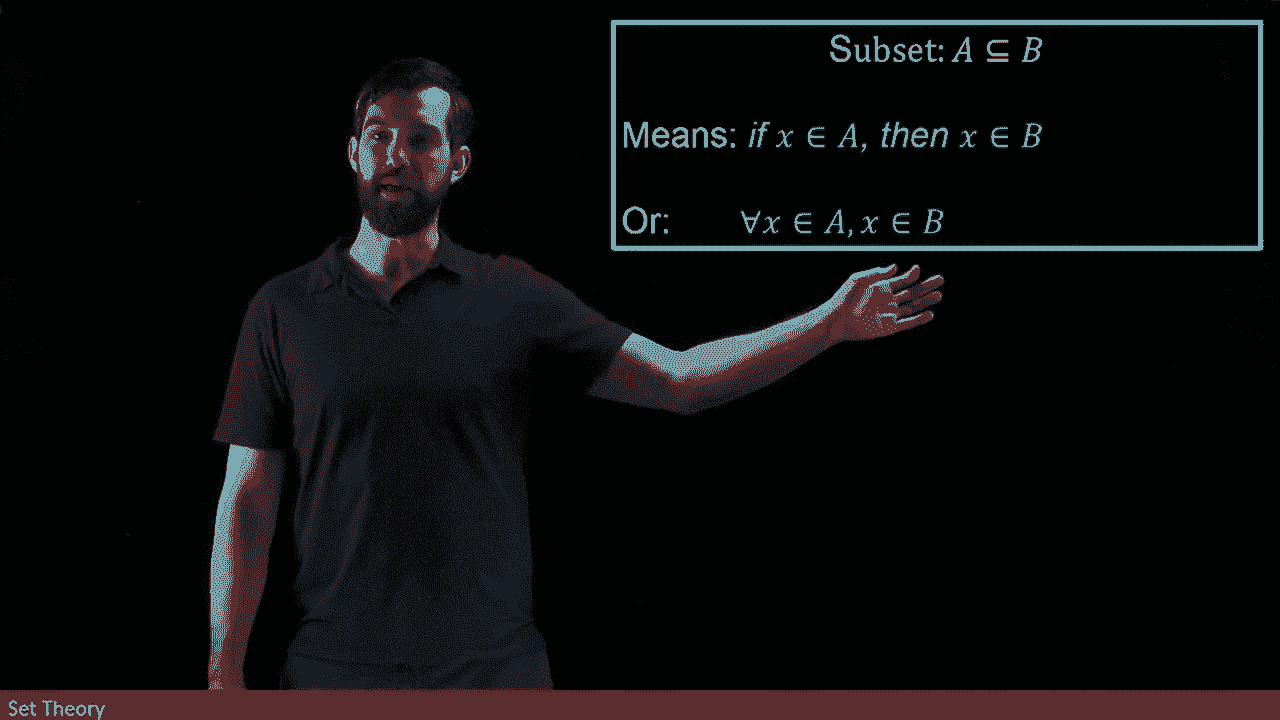 Subset: 𝐴 ⊆ 𝐵
Means: if 𝑥 ∈ 𝐴, then 𝑥 ∈ 𝐵
Or: ∀𝑥 ∈ 𝐴, 𝑥 ∈ 𝐵
Set Theory